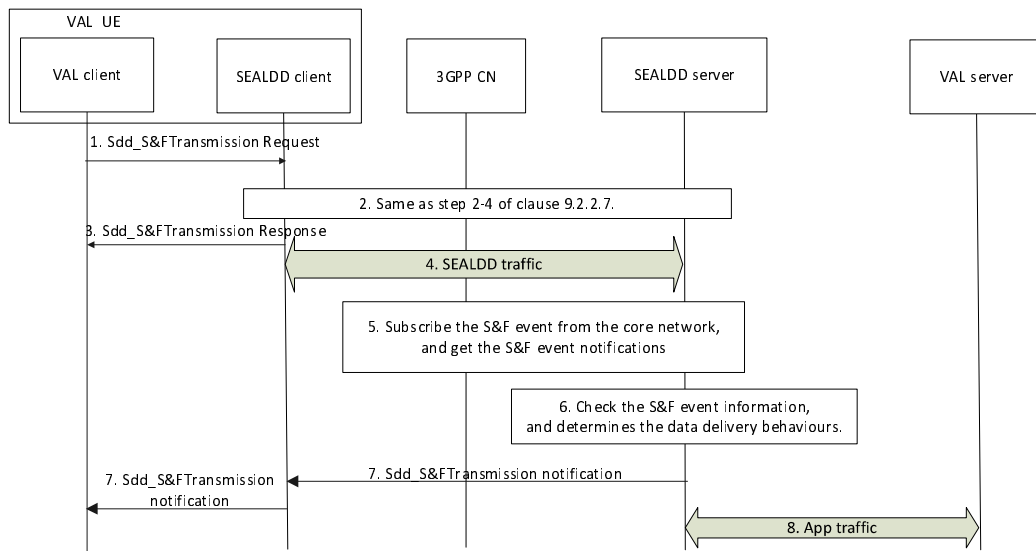 VAL UE
VAL client
SEALDD client
3GPP CN
SEALDD server
VAL server
1. Sdd_S&FTransmission Request
2. Same as step 2-4 of clause 9.2.2.7.
3. Sdd_S&FTransmission Response
4. SEALDD traffic
5. Subscribe the S&F event from the core network,
and get the S&F event notifications
6. Check the S&F event information,
and determines the data delivery behaviours.
7. Sdd_S&FTransmission notification
7. Sdd_S&FTransmission
notification
8. App traffic